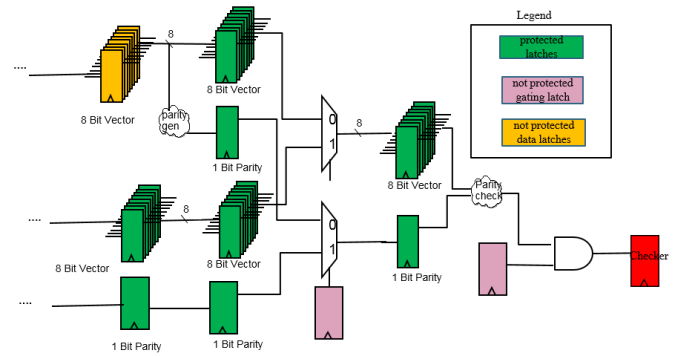 Legend
protected
latches
not protected
gating latch
not protected
data latches
....
8
8 Bit Vector
8 Bit Vector
parity
gen
1 Bit Parity
0
1
8
8 Bit Vector
Parity
check
....
8
8 Bit Vector
8 Bit Vector
0
1
1 Bit Parity
Checker
....
1 Bit Parity
1 Bit Parity